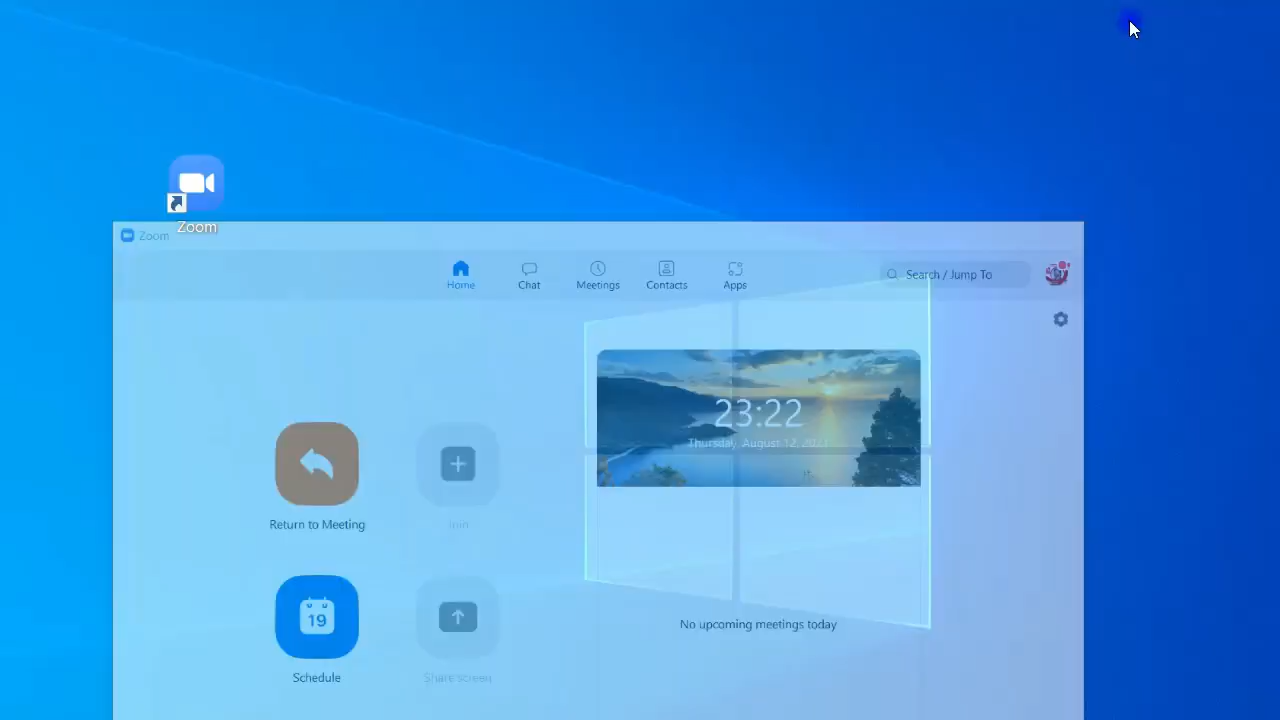 Zoom
Zoom
Home
Chat
Meetings
Contacts
Apps
Search / Jump To
23:22
Thursday, August 12, 2021
Return to Meeting
Join
19
Schedule
Share screen
No upcoming meetings today